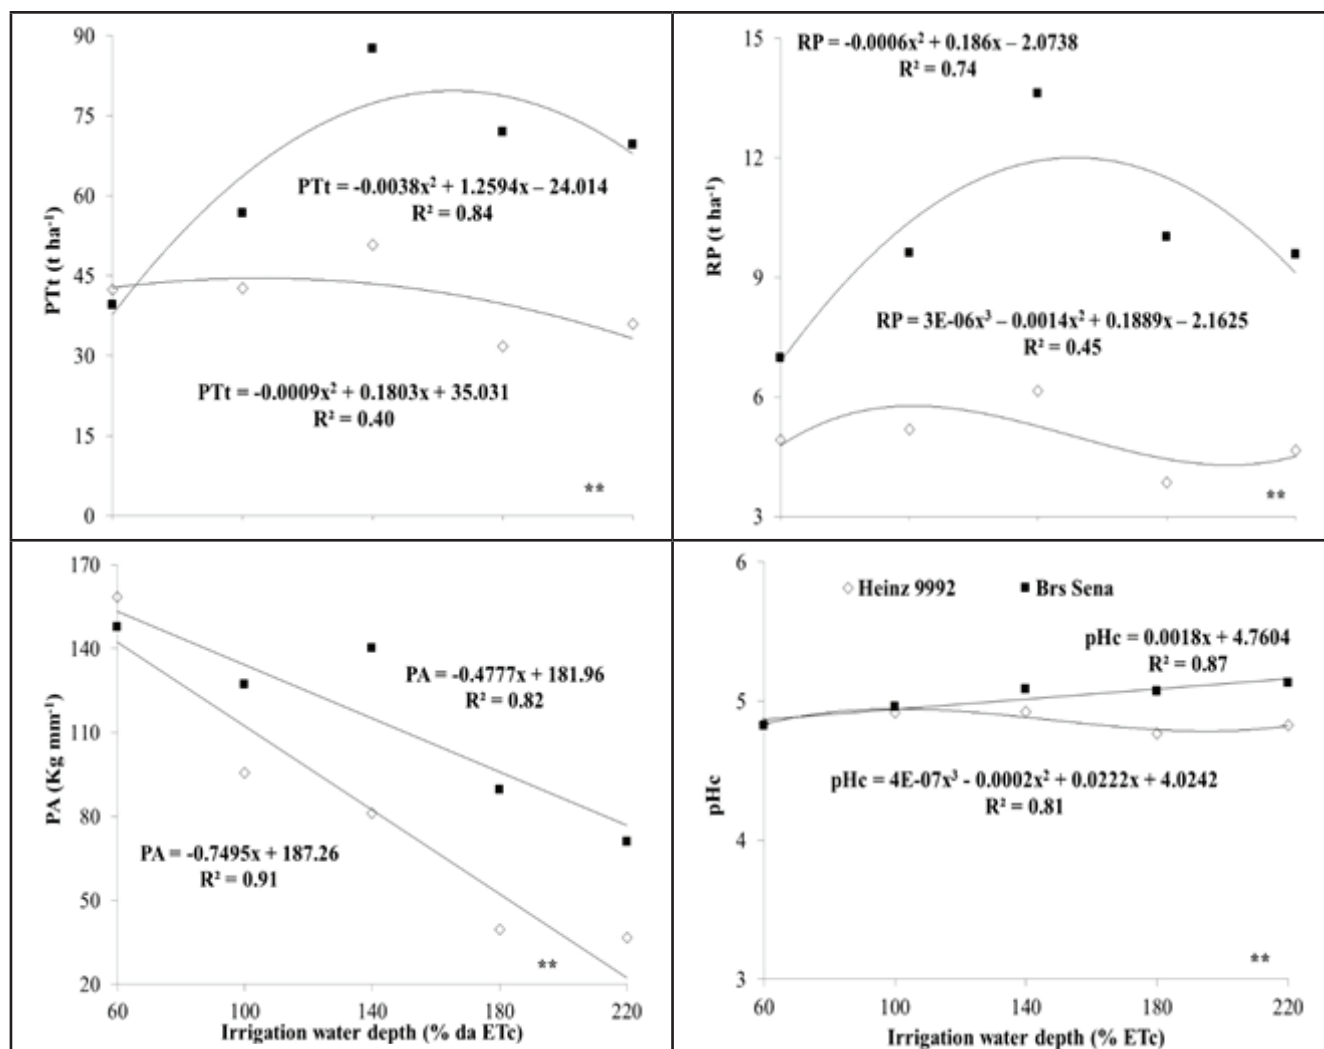 90
75
60
45
30
15
0
PTt (t ha⁻¹)
PTt = -0.0038x² + 1.2594x – 24.014
R² = 0.84
PTt = -0.0009x² + 0.1803x + 35.031
R² = 0.40
**
15
12
9
6
3
RP (t ha⁻¹)
RP = -0.0006x² + 0.186x – 2.0738
R² = 0.74
RP = 3E-06x³ – 0.0014x² + 0.1889x – 2.1625
R² = 0.45
**
170
140
110
80
50
20
PA (Kg mm⁻¹)
PA = -0.4777x + 181.96
R² = 0.82
PA = -0.7495x + 187.26
R² = 0.91
**
60 100 140 180 220
Irrigation water depth (% da ETc)
6
5
4
3
pHc
Heinz 9992 Brs Sena
pHc = 0.0018x + 4.7604
R² = 0.87
pHc = 4E-07x³ - 0.0002x² + 0.0222x + 4.0242
R² = 0.81
**
60 100 140 180 220
Irrigation water depth (% ETc)